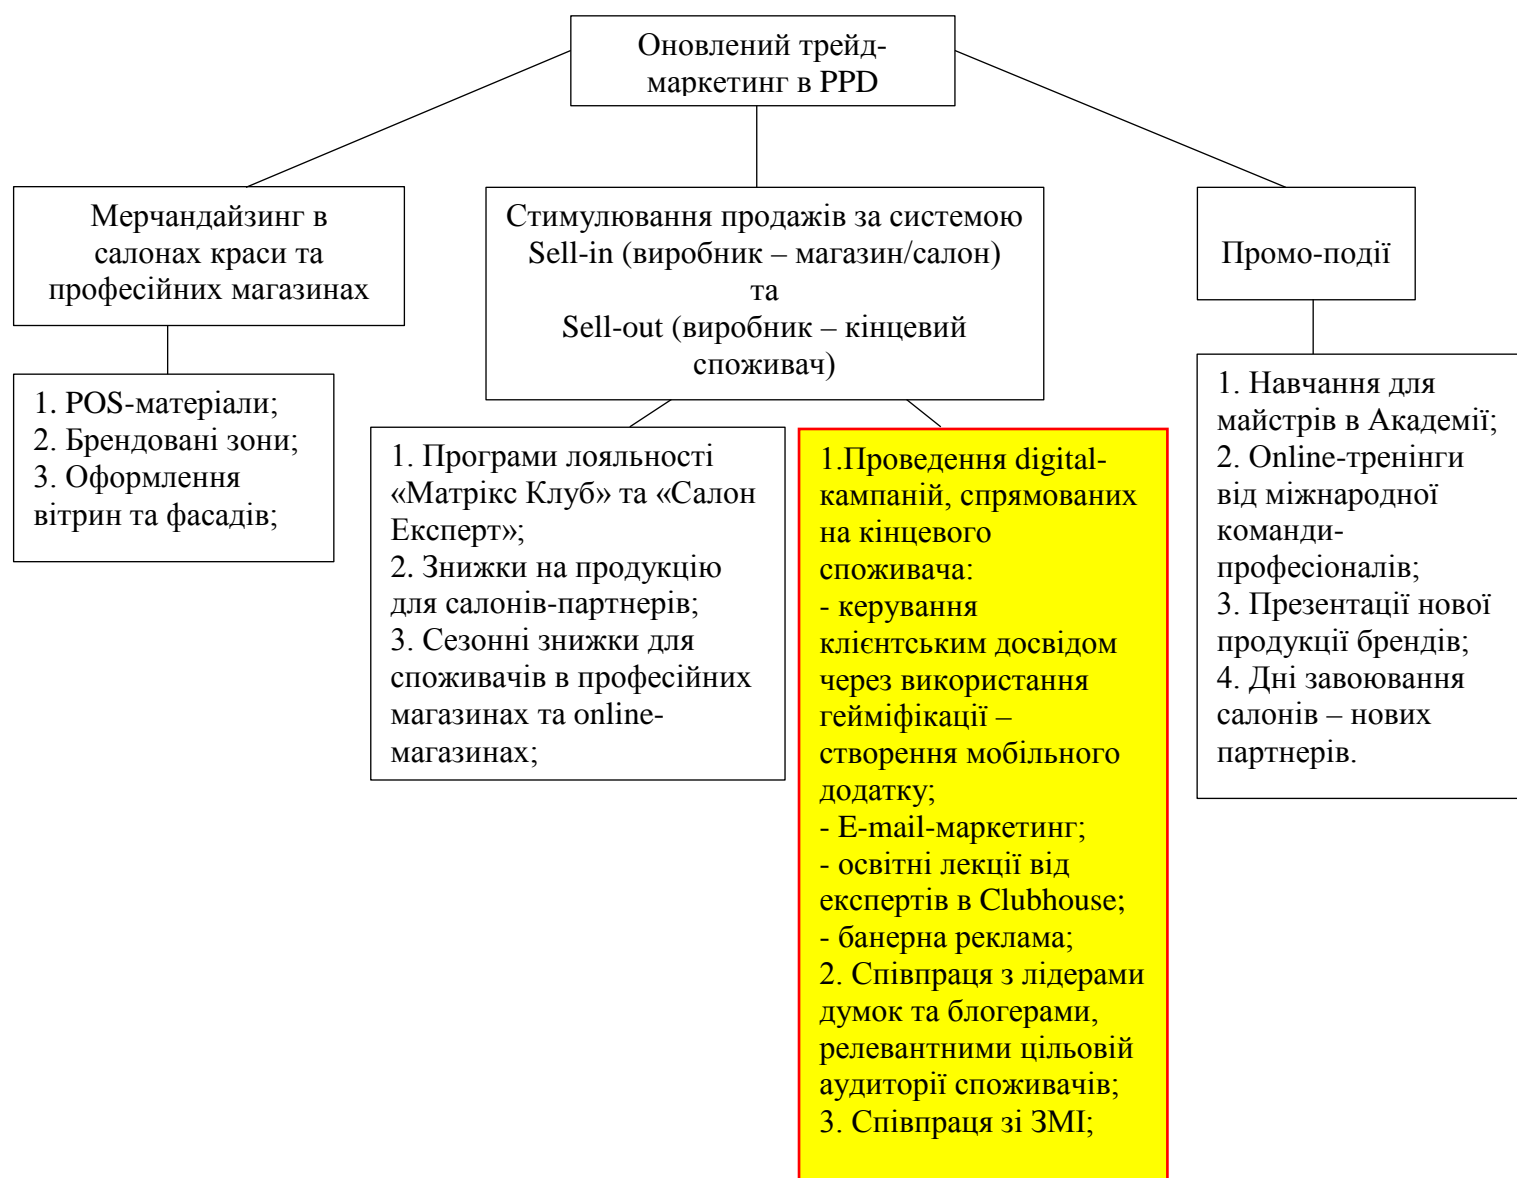 Оновлений трейд-
маркетинг в PPD
Мерчандайзинг в
салонах краси та
професійних магазинах
Стимулювання продажів за системою
Sell-in (виробник – магазин/салон)
та
Sell-out (виробник – кінцевий
споживач)
Промо-події
1. POS-матеріали;
2. Брендовані зони;
3. Оформлення
вітрин та фасадів;
1. Програми лояльності
«Матрікс Клуб» та «Салон
Експерт»;
2. Знижки на продукцію
для салонів-партнерів;
3. Сезонні знижки для
споживачів в професійних
магазинах та online-
магазинах;
1.Проведення digital-
кампаній, спрямованих
на кінцевого
споживача:
- керування
клієнтським досвідом
через використання
гейміфікації –
створення мобільного
додатку;
- E-mail-маркетинг;
- освітні лекції від
експертів в Clubhouse;
- банерна реклама;
2. Співпраця з лідерами
думок та блогерами,
релевантними цільовій
аудиторії споживачів;
3. Співпраця зі ЗМІ;
1. Навчання для
майстрів в Академії;
2. Online-тренінги
від міжнародної
команди-
професіоналів;
3. Презентації нової
продукції брендів;
4. Дні завоювання
салонів – нових
партнерів.